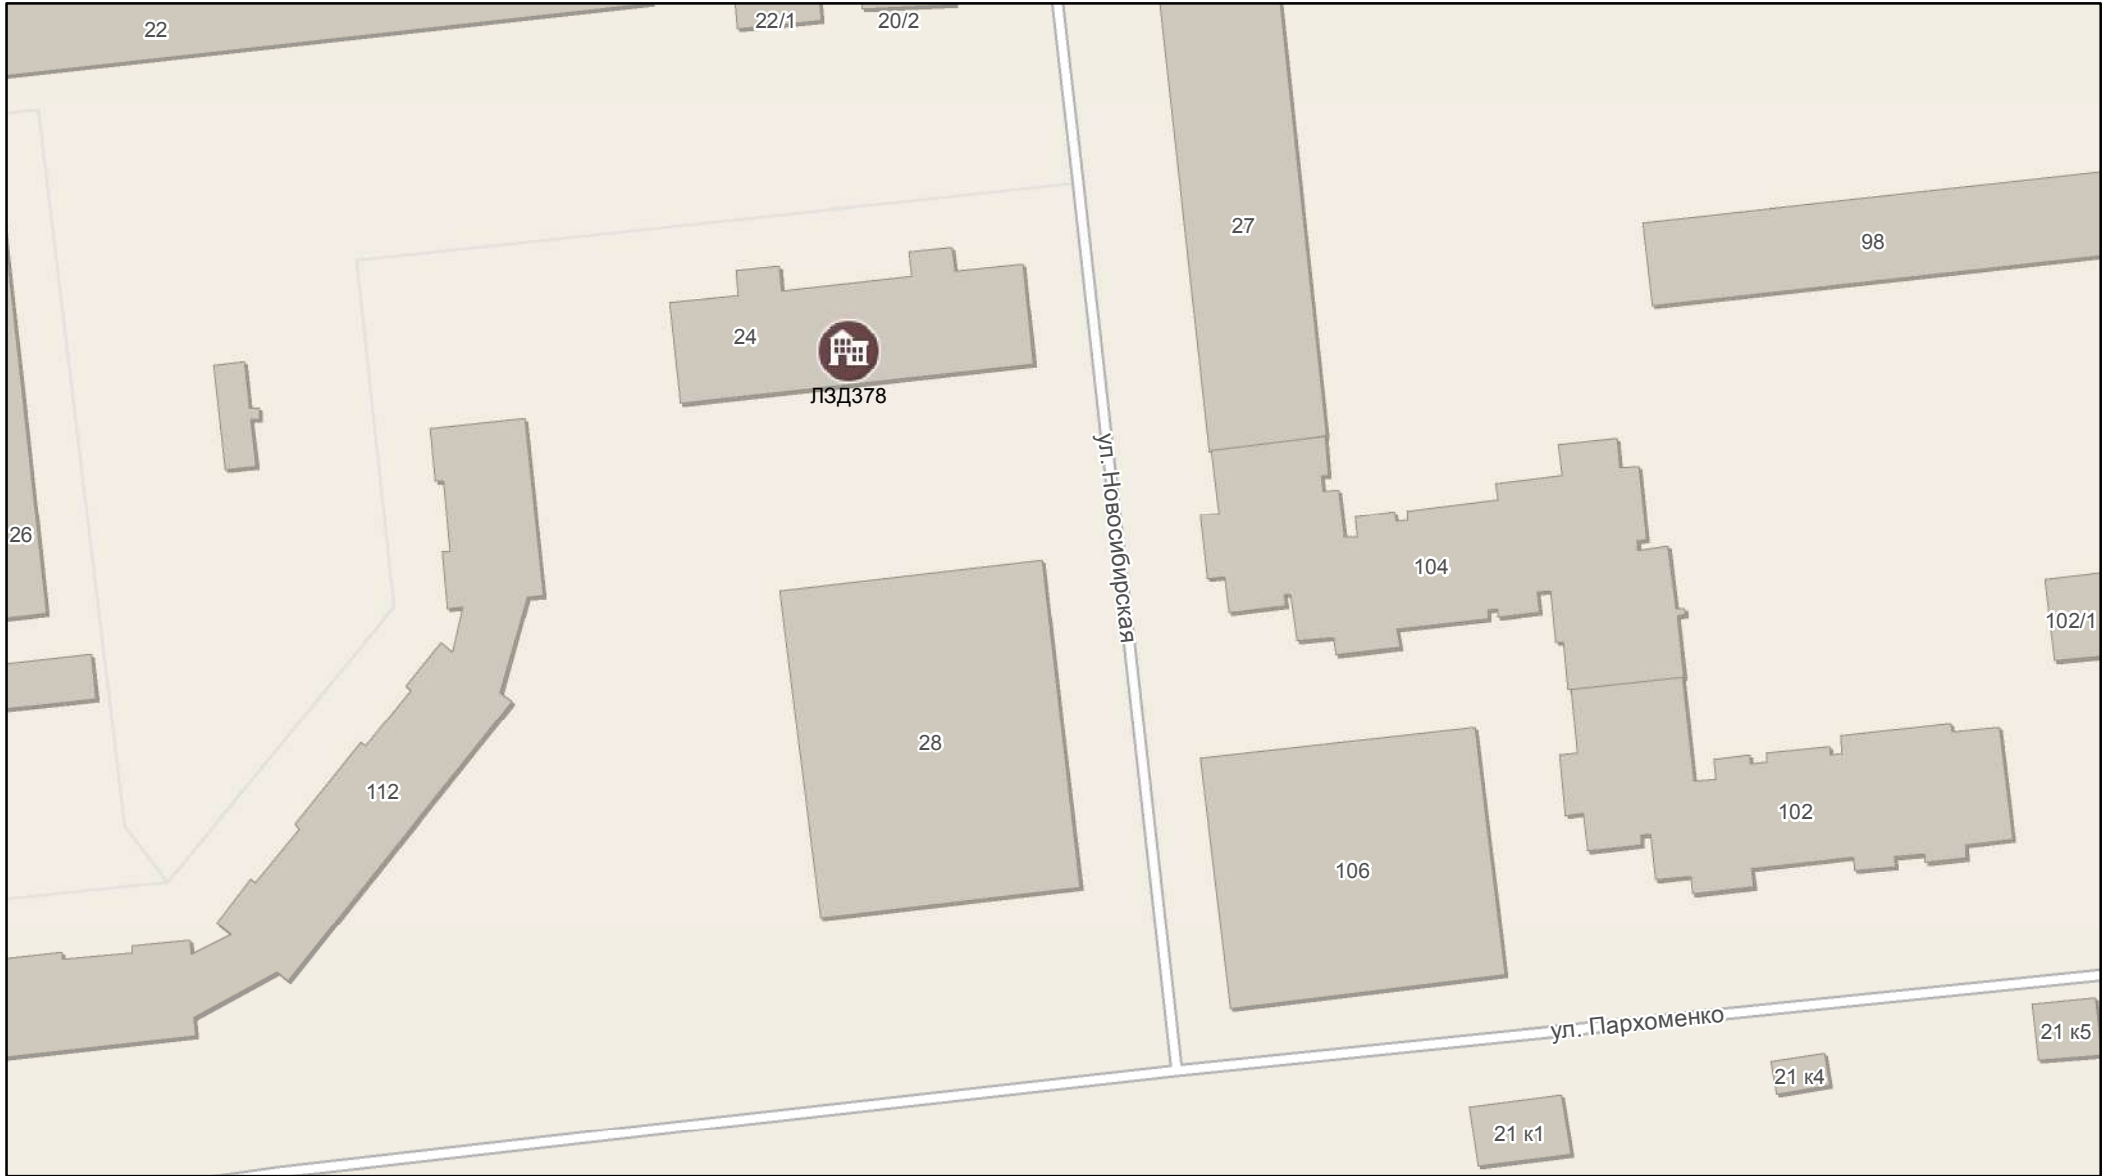 22
22/1
20/2
27
98
24
ЛЗД378
ул. Новосибирская
26
104
102/1
28
112
102
106
ул. Пархоменко
21 к5
21 к4
21 к1